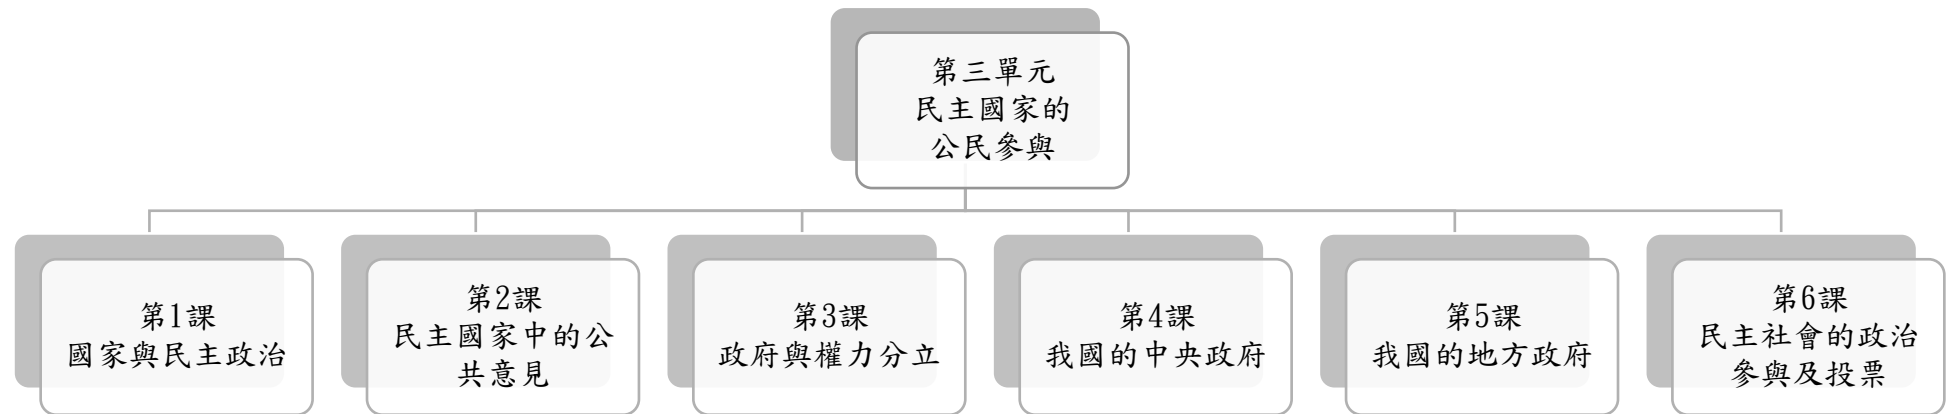 第三單元
民主國家的
公民參與
第1課
國家與民主政治
第2課
民主國家中的公
共意見
第3課
政府與權力分立
第4課
我國的中央政府
第5課
我國的地方政府
第6課
民主社會的政治
參與及投票